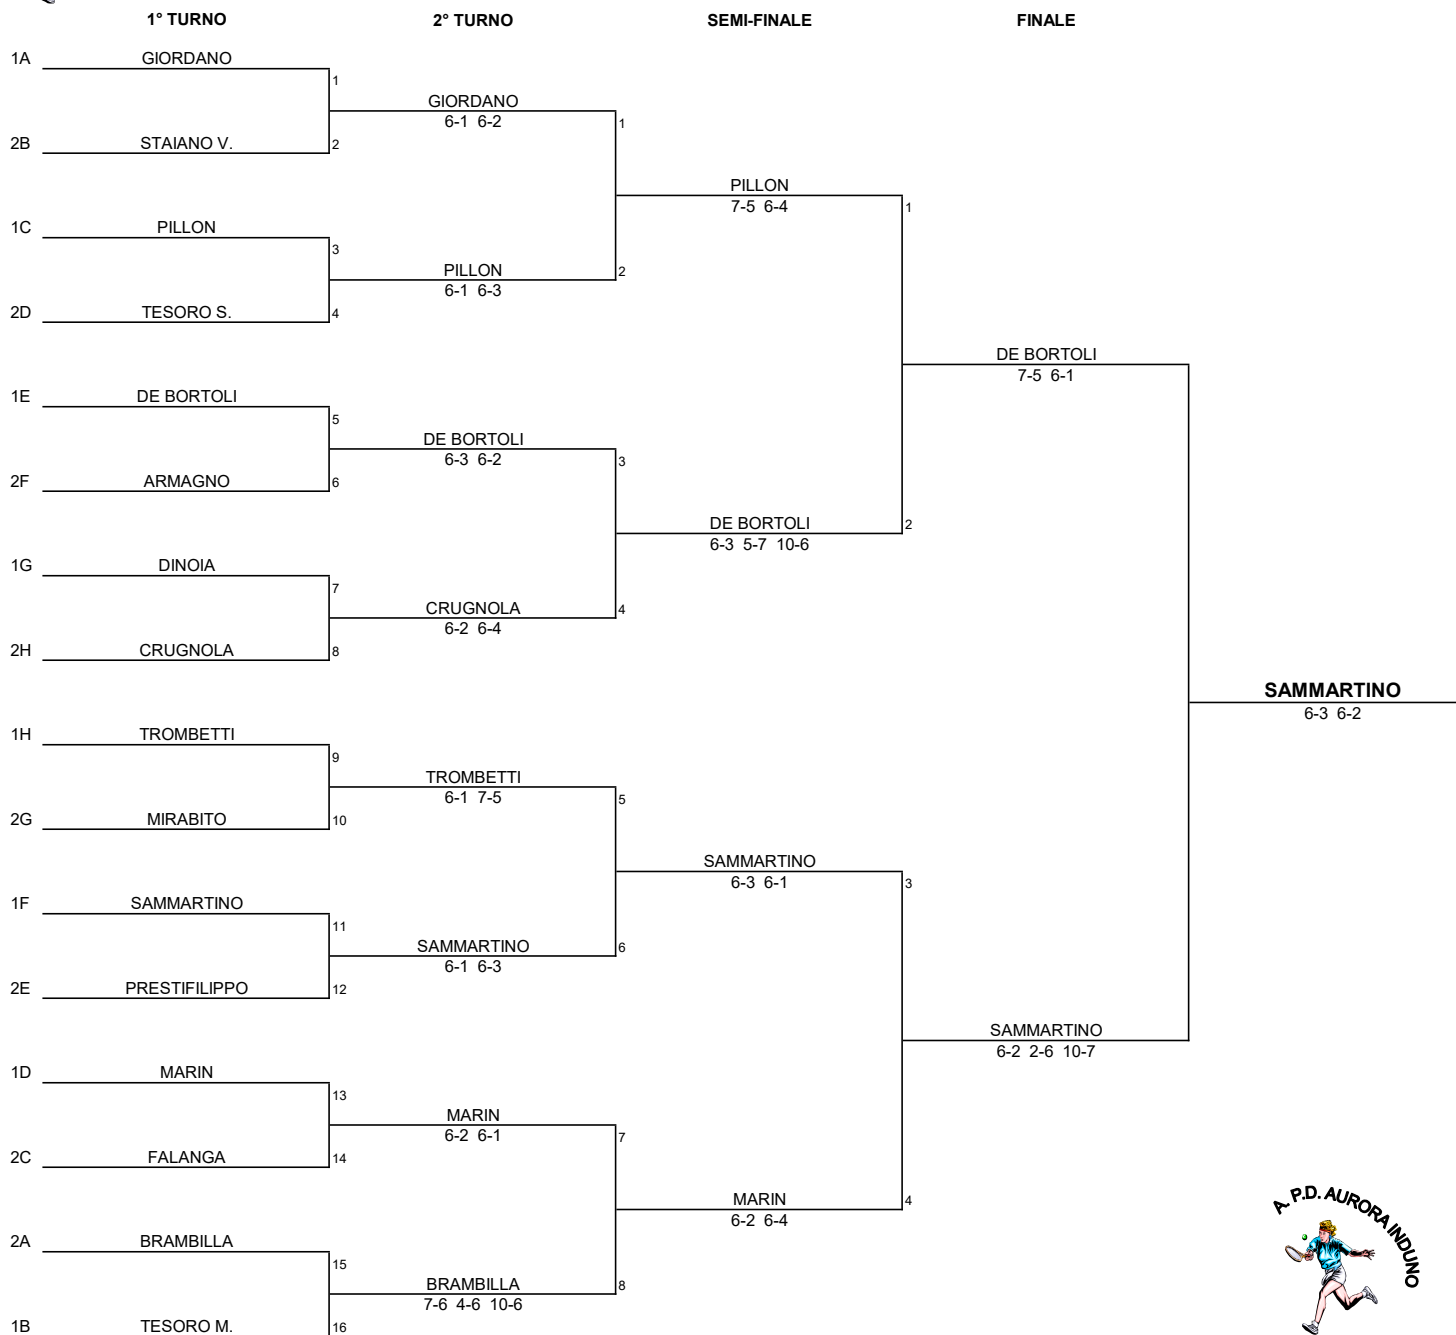 1° TURNO 2° TURNO SEMI-FINALE FINALE
1A GIORDANO
1
GIORDANO
6-1 6-2
1
2B STAIANO V. 2
PILLON
7-5 6-4
1
1C PILLON
3
PILLON
6-1 6-3
2
2D TESORO S. 4
DE BORTOLI
7-5 6-1
1E DE BORTOLI
5
DE BORTOLI
6-3 6-2
3
2F ARMAGNO 6
DE BORTOLI
6-3 5-7 10-6
2
1G DINOIA
7
CRUGNOLA
6-2 6-4
4
2H CRUGNOLA 8
SAMMARTINO
6-3 6-2
1H TROMBETTI
9
TROMBETTI
6-1 7-5
5
2G MIRABITO 10
SAMMARTINO
6-3 6-1
3
1F SAMMARTINO
11
SAMMARTINO
6-1 6-3
6
2E PRESTIFILIPPO 12
SAMMARTINO
6-2 2-6 10-7
1D MARIN
13
MARIN
6-2 6-1
7
2C FALANGA 14
MARIN
6-2 6-4
4
2A BRAMBILLA
15
BRAMBILLA
7-6 4-6 10-6
8
1B TESORO M. 16
A. P.D. AURORA INDUNO